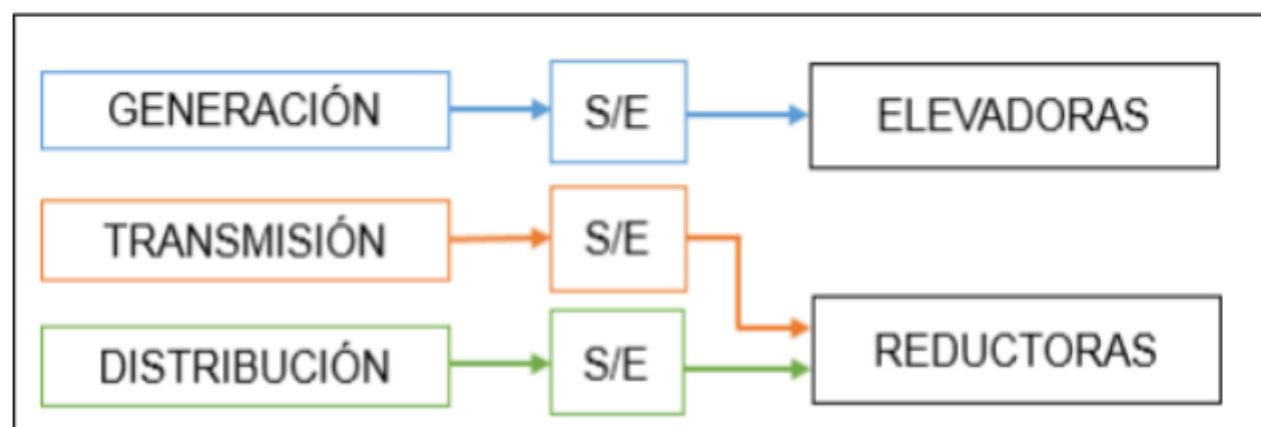 GENERACIÓN S/E ELEVADORAS
TRANSMISIÓN S/E
DISTRIBUCIÓN S/E REDUCTORAS